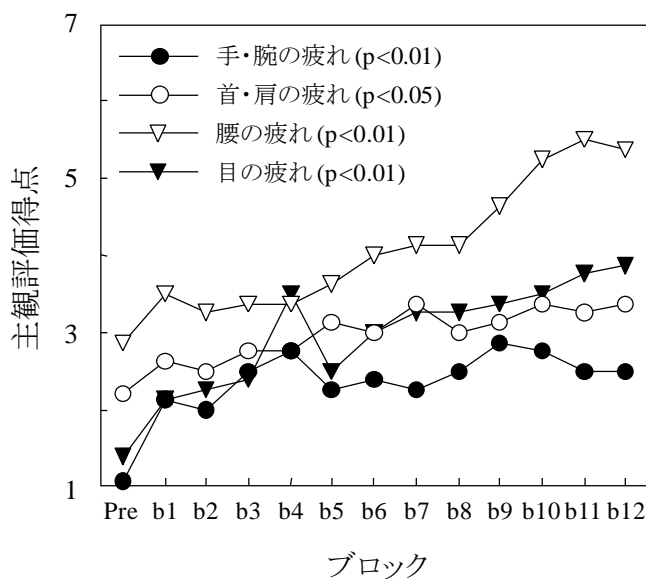 7
手・腕の疲れ (p<0.01)
首・肩の疲れ (p<0.05)
腰の疲れ (p<0.01)
目の疲れ (p<0.01)
5
主観評価得点
3
1
Pre b1 b2 b3 b4 b5 b6 b7 b8 b9 b10 b11 b12
ブロック